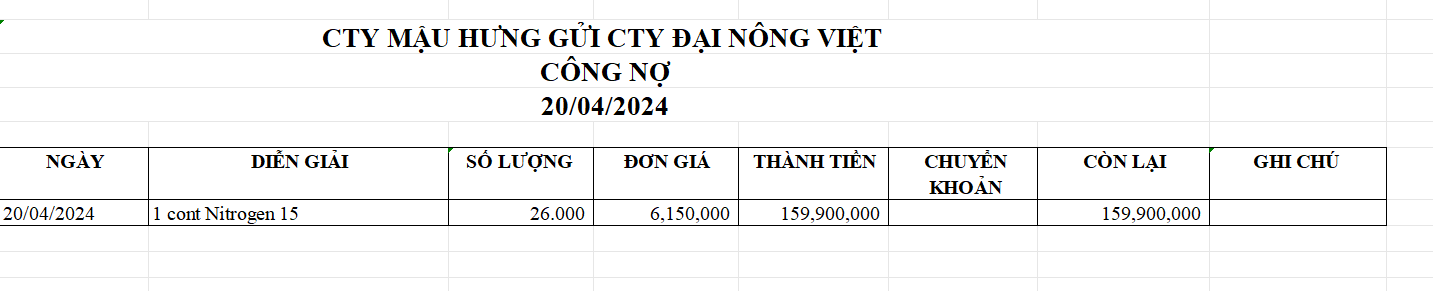 CTY MẬU HƯNG GỬI CTY ĐẠI NÔNG VIỆT
CÔNG NỢ
20/04/2024
NGÀY DIỄN GIẢI SỐ LƯỢNG ĐƠN GIÁ THÀNH TIỀN CHUYỂN KHOẢN CÒN LẠI GHI CHÚ
20/04/2024 1 cont Nitrogen 15 26.000 6,150,000 159,900,000 159,900,000